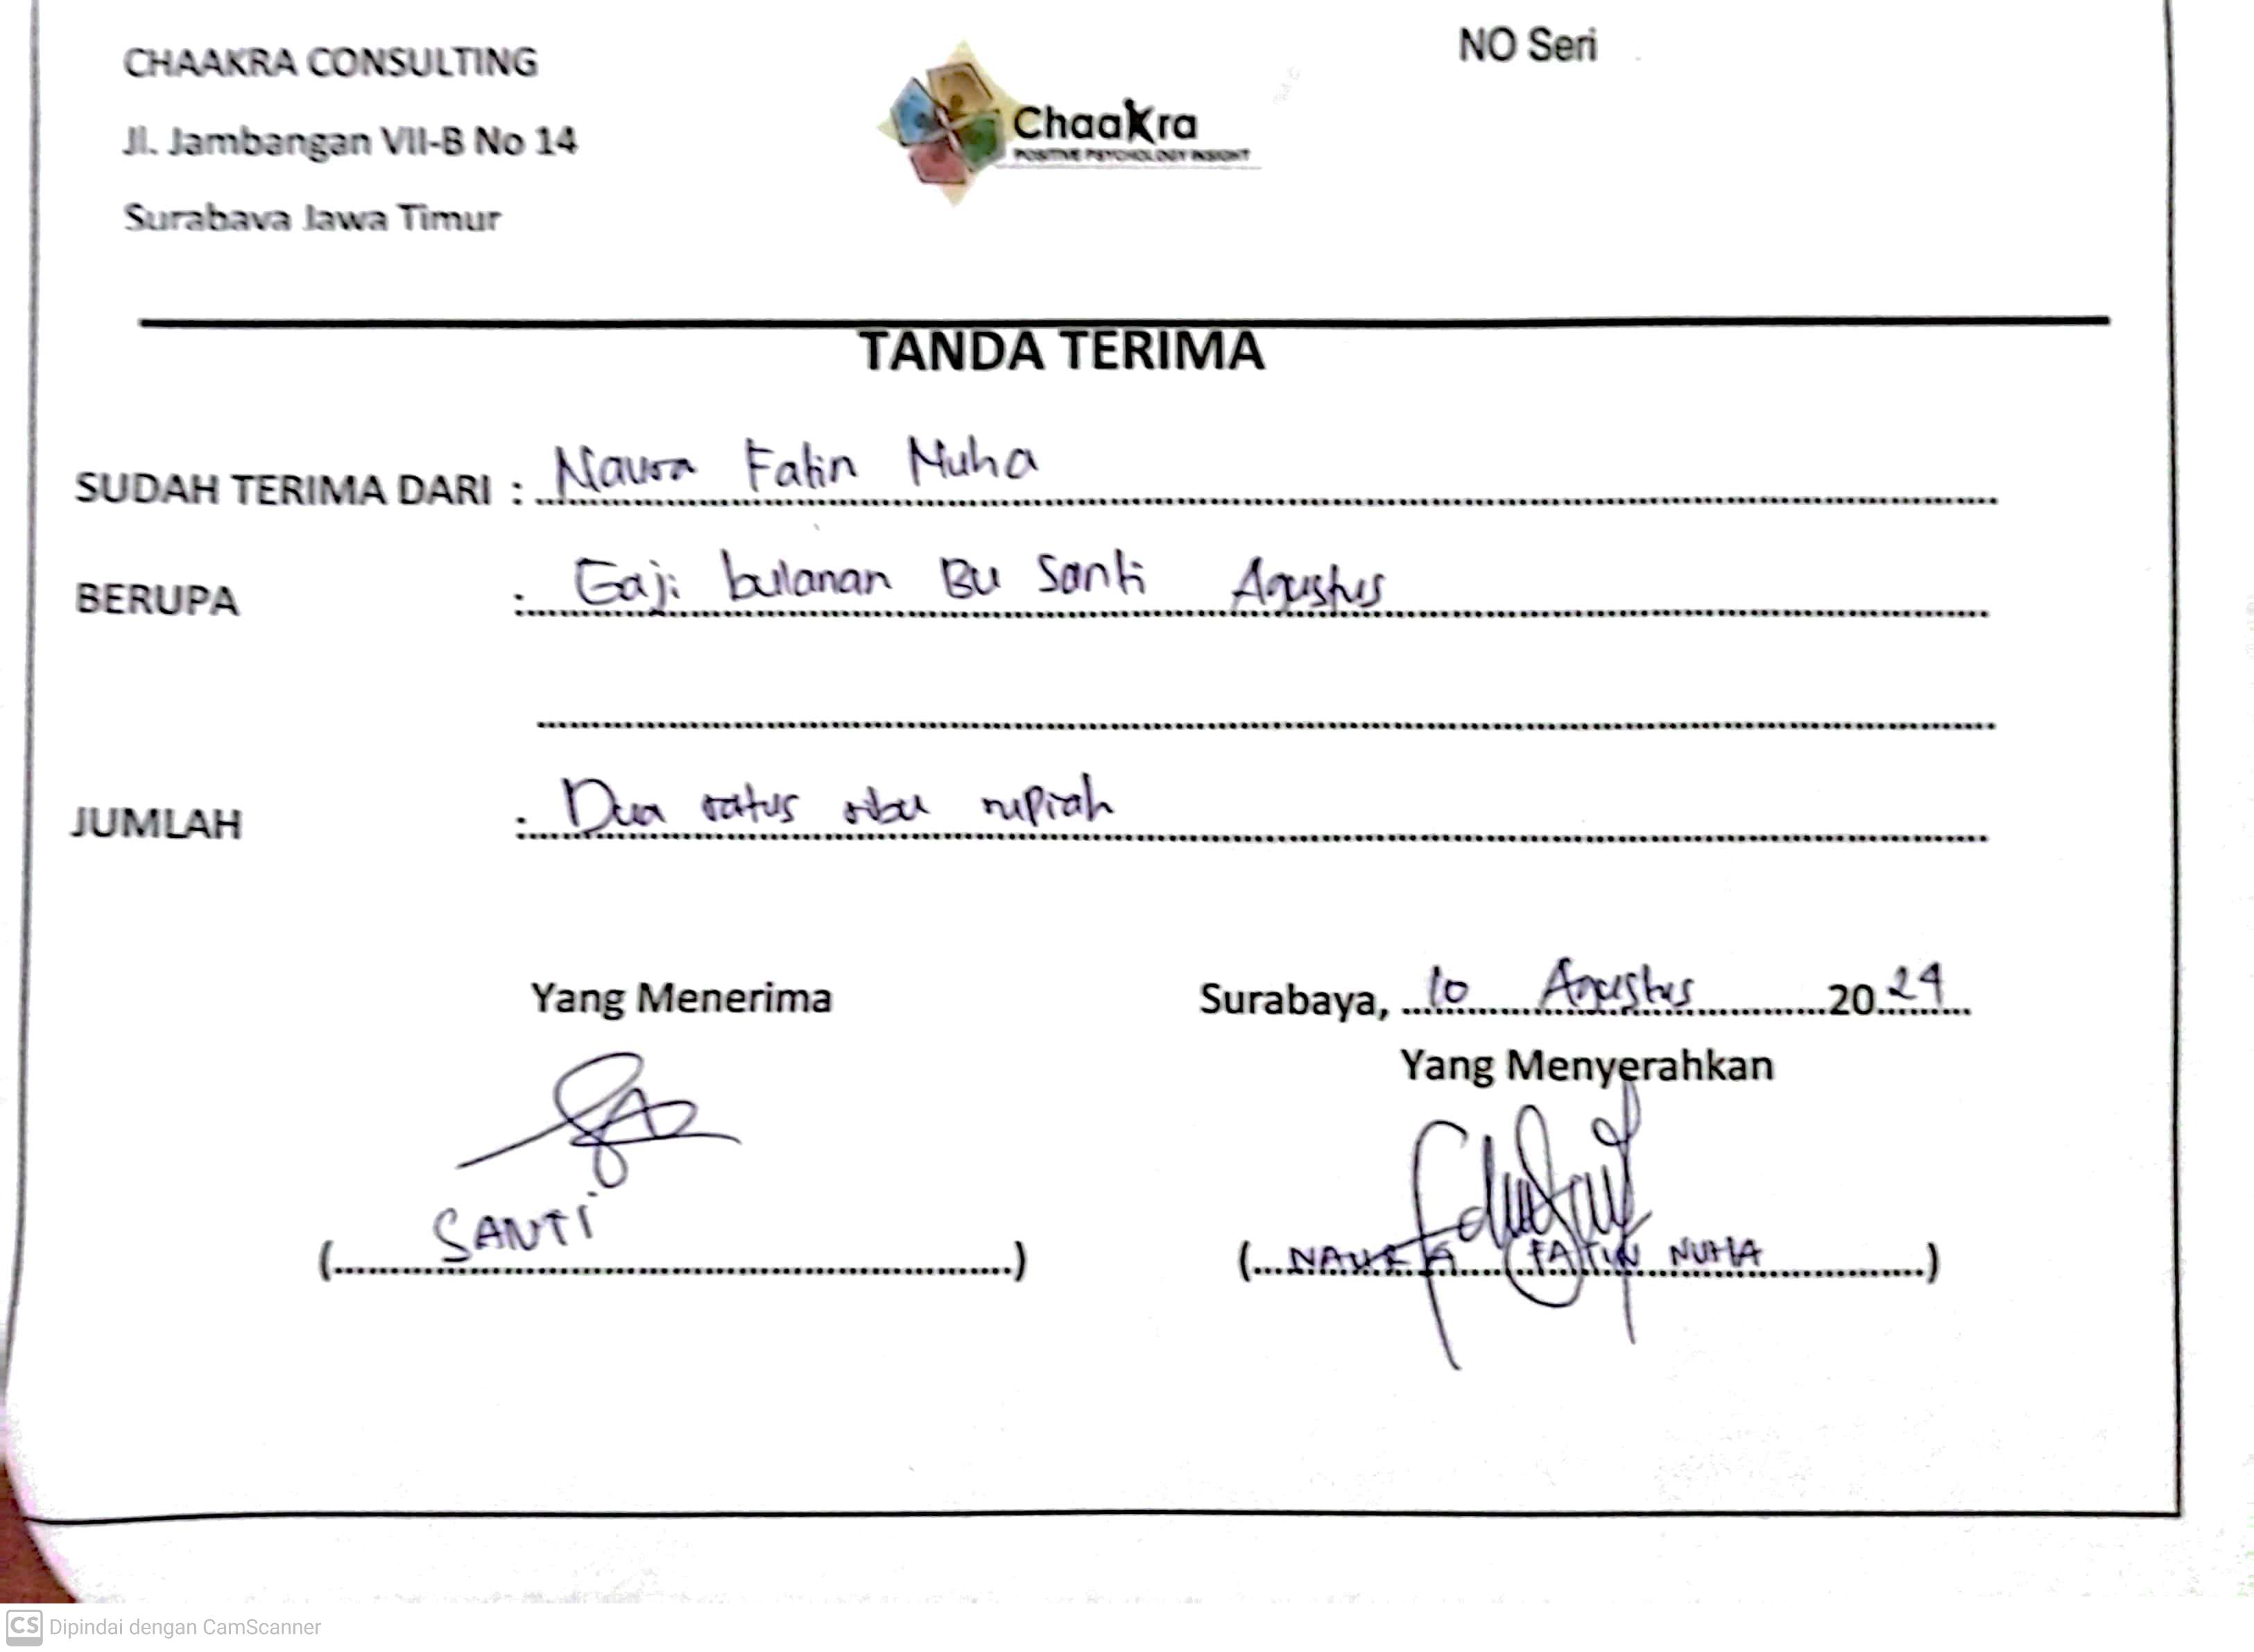 CHAAKRA CONSULTING
NO Seri
Jl. Jambangan VII-B No 14
Chaakra
POSITIVE PSYCHOLOGY INSIGHT
Surabaya Jawa Timur
TANDA TERIMA
SUDAH TERIMA DARI : Naura Fatin Nuha
BERUPA : Gaji bulanan Bu Santi Agustus
JUMLAH : Dua ratus ribu rupiah
Yang Menerima
Surabaya, 10 Agustus 2024
Yang Menyerahkan
(SANTI)
(NAURA FATIN NUHA)
CS Dipindai dengan CamScanner